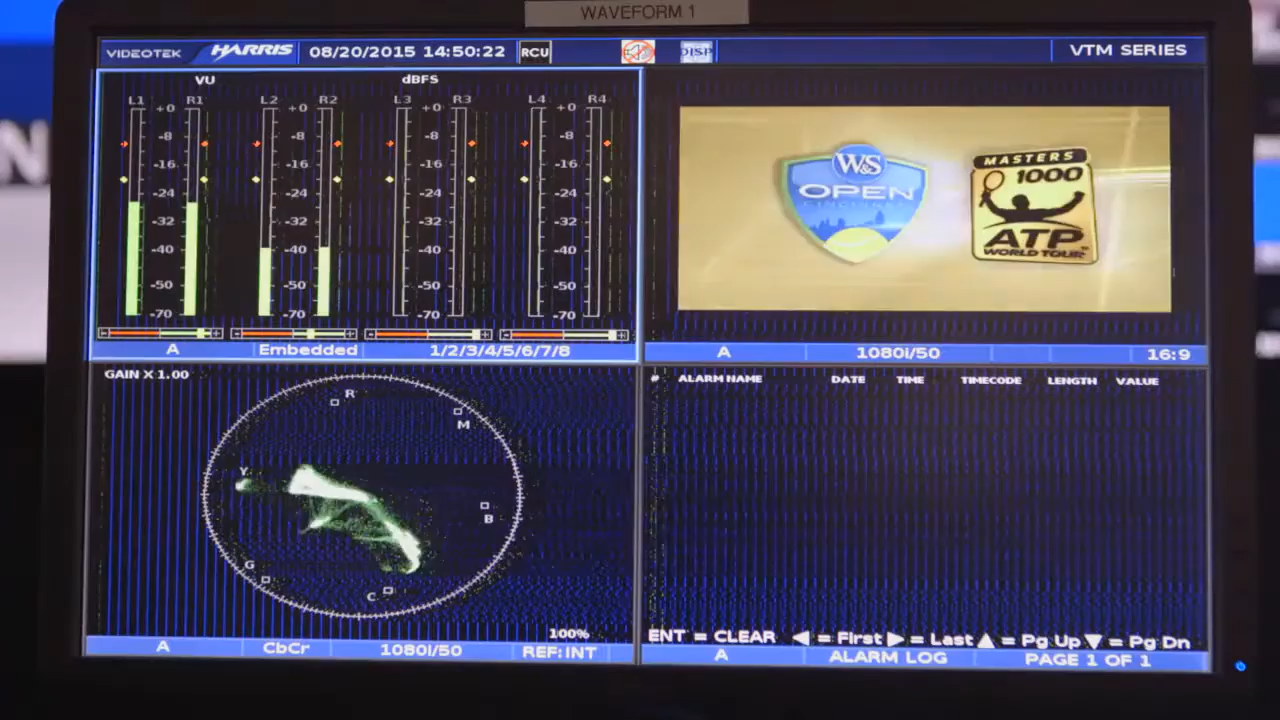 WAVEFORM 1
VIDEOTEK HARRIS 08/20/2015 14:50:22 RCU DISP VTM SERIES
VU dBFS
L1 +0 R1 L2 +0 R2 L3 +0 R3 L4 +0 R4
-8 -8 -8 -8
-16 -16 -16 -16
-24 -24 -24 -24
-32 -32 -32 -32
-40 -40 -40 -40
-50 -50 -50 -50
-70 -70 -70 -70
A Embedded 1/2/3/4/5/6/7/8
W&S
OPEN
MASTERS
1000
ATP
WORLD TOUR
A 1080I/50 16:9
GAIN X 1.00
R
M
Y
B
G
C
100%
A CbCr 1080I/50 REF:INT
# ALARM NAME DATE TIME TIMECODE LENGTH VALUE
ENT = CLEAR ◀ = First ▶ = Last ▲ = Pg Up ▼ = Pg Dn
A ALARM LOG PAGE 1 OF 1
N